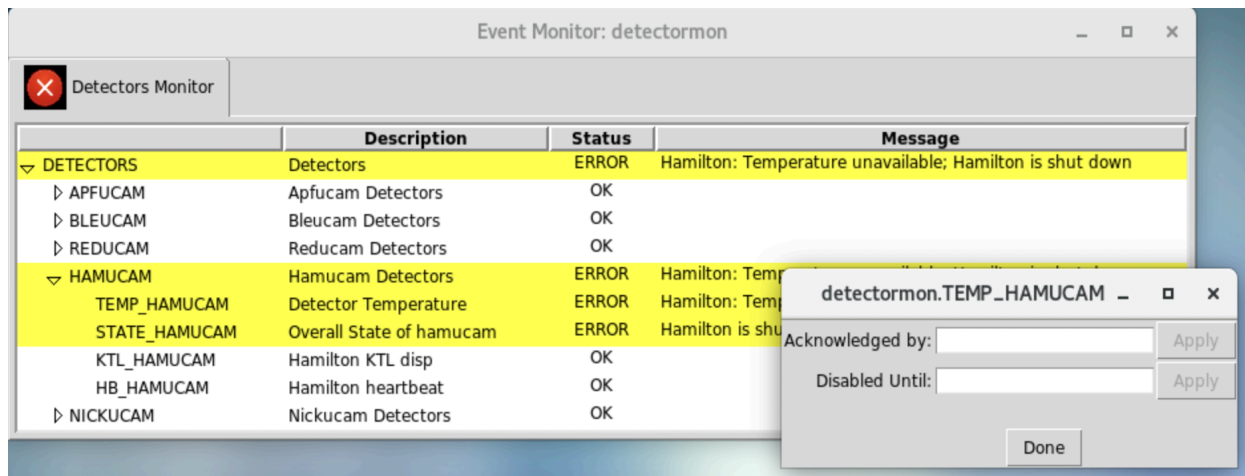 Event Monitor: detectormon
Detectors Monitor
Description Status Message
DETECTORS Detectors ERROR Hamilton: Temperature unavailable; Hamilton is shut down
APFUCAM Apfucam Detectors OK
BLEUCAM Bleucam Detectors OK
REDUCAM Reducam Detectors OK
HAMUCAM Hamucam Detectors ERROR Hamilton:
TEMP_HAMUCAM Detector Temperature ERROR Hamilton:
STATE_HAMUCAM Overall State of hamucam ERROR Hamilton is
KTL_HAMUCAM Hamilton KTL disp OK
HB_HAMUCAM Hamilton heartbeat OK
NICKUCAM Nickucam Detectors OK
detectormon.TEMP_HAMUCAM
Acknowledged by: Apply
Disabled Until: Apply
Done